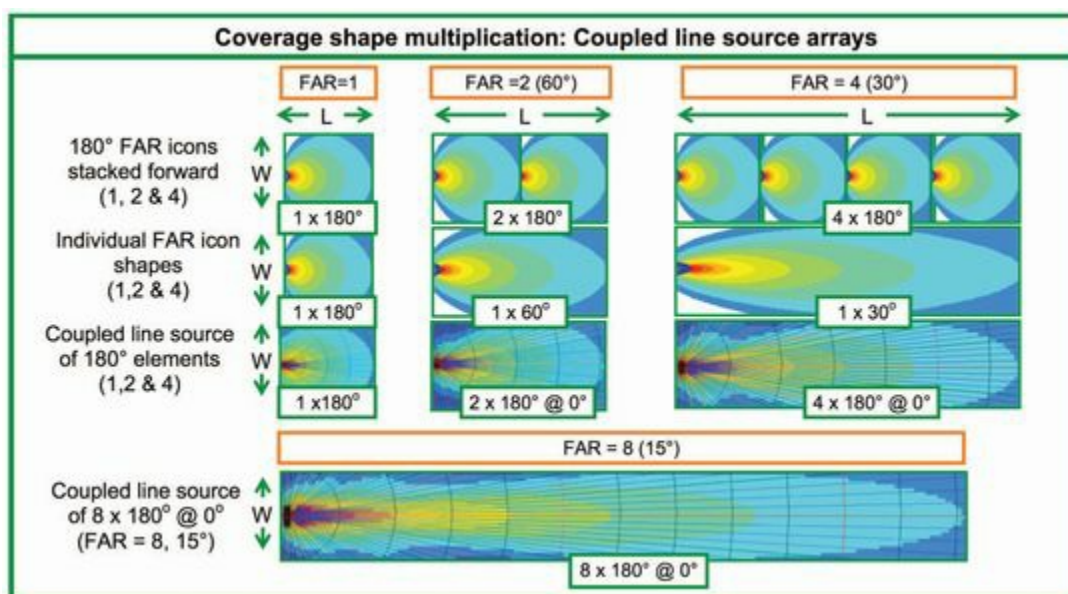 Coverage shape multiplication: Coupled line source arrays
FAR=1
FAR =2 (60°)
FAR = 4 (30°)
L
L
L
180° FAR icons
stacked forward
(1, 2 & 4)
W
1 x 180°
2 x 180°
4 x 180°
Individual FAR icon
shapes
(1,2 & 4)
W
1 x 180°
1 x 60°
1 x 30°
Coupled line source
of 180° elements
(1,2 & 4)
W
1 x180°
2 x 180° @ 0°
4 x 180° @ 0°
FAR = 8 (15°)
Coupled line source
of 8 x 180° @ 0°
(FAR = 8, 15°)
W
8 x 180° @ 0°